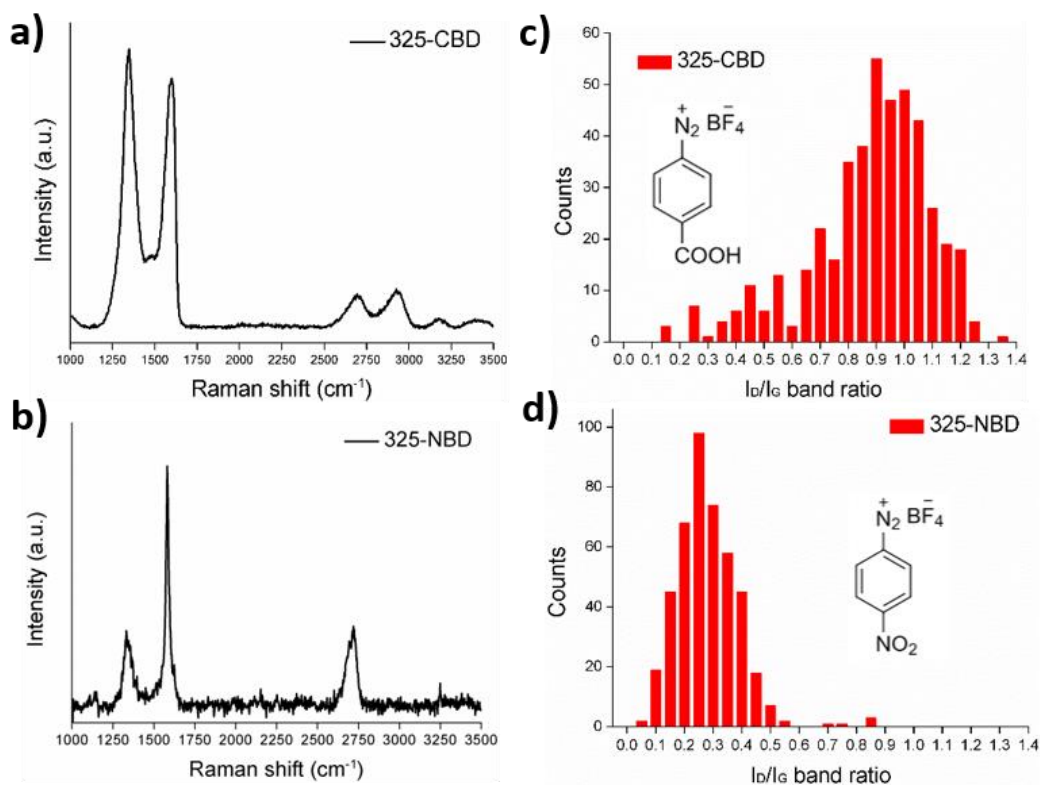 a)
325-CBD
Intensity (a.u.)
1000 1250 1500 1750 2000 2250 2500 2750 3000 3250 3500
Raman shift (cm⁻¹)
c)
60
50
40
30
20
10
0
Counts
325-CBD
N₂⁺ BF₄⁻
COOH
0.0 0.1 0.2 0.3 0.4 0.5 0.6 0.7 0.8 0.9 1.0 1.1 1.2 1.3 1.4
I_D/I_G band ratio
b)
325-NBD
Intensity (a.u.)
1000 1250 1500 1750 2000 2250 2500 2750 3000 3250 3500
Raman shift (cm⁻¹)
d)
100
80
60
40
20
0
Counts
325-NBD
N₂⁺ BF₄⁻
NO₂
0.0 0.1 0.2 0.3 0.4 0.5 0.6 0.7 0.8 0.9 1.0 1.1 1.2 1.3 1.4
I_D/I_G band ratio